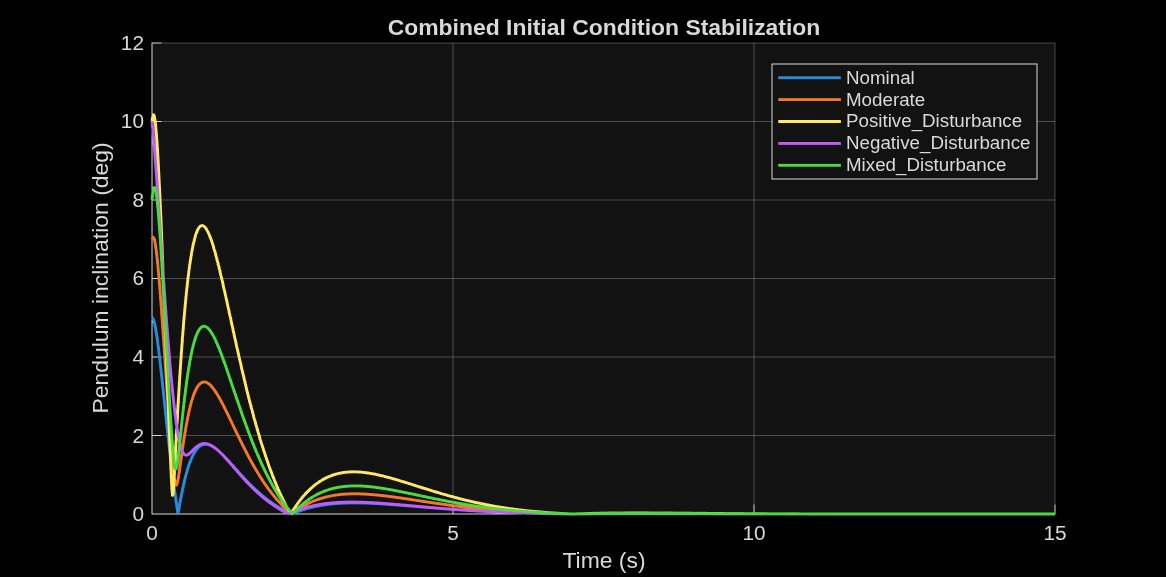 Combined Initial Condition Stabilization
12
10
8
6
4
2
0
Pendulum inclination (deg)
Nominal
Moderate
Positive_Disturbance
Negative_Disturbance
Mixed_Disturbance
0
5
10
15
Time (s)